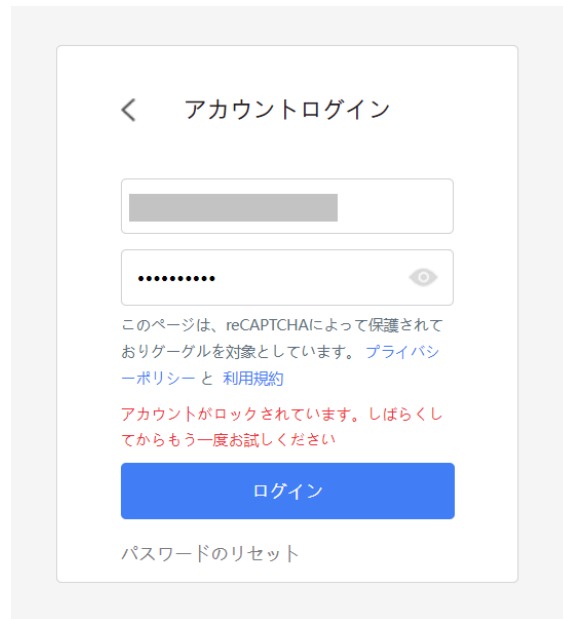 アカウントログイン
••••••••••
このページは、reCAPTCHAによって保護されて
おりグーグルを対象としています。 プライバシ
ーポリシー と 利用規約
アカウントがロックされています。しばらくし
てからもう一度お試しください
ログイン
パスワードのリセット